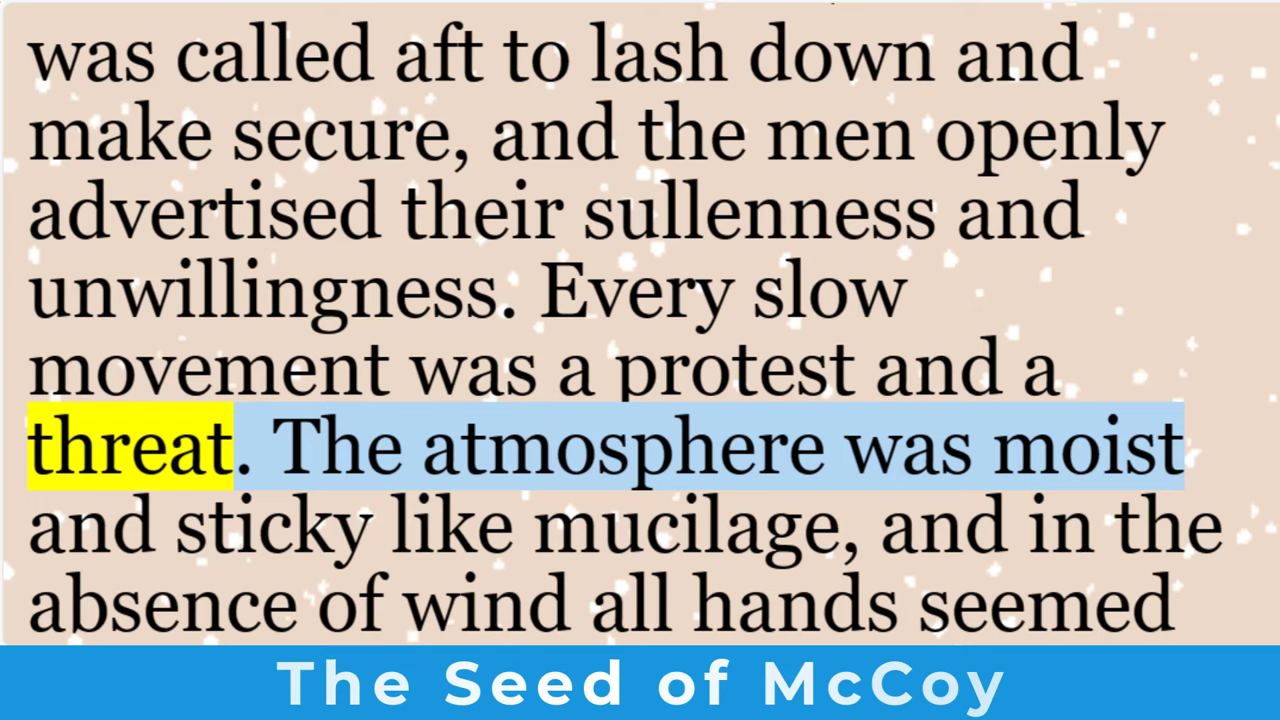 was called aft to lash down and
make secure, and the men openly
advertised their sullenness and
unwillingness. Every slow
movement was a protest and a
threat. The atmosphere was moist
and sticky like mucilage, and in the
absence of wind all hands seemed
The Seed of McCoy